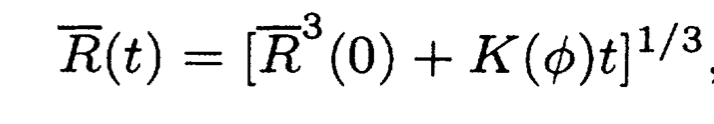 R̅(t) = [R̅³(0) + K(ϕ)t]^{1/3},